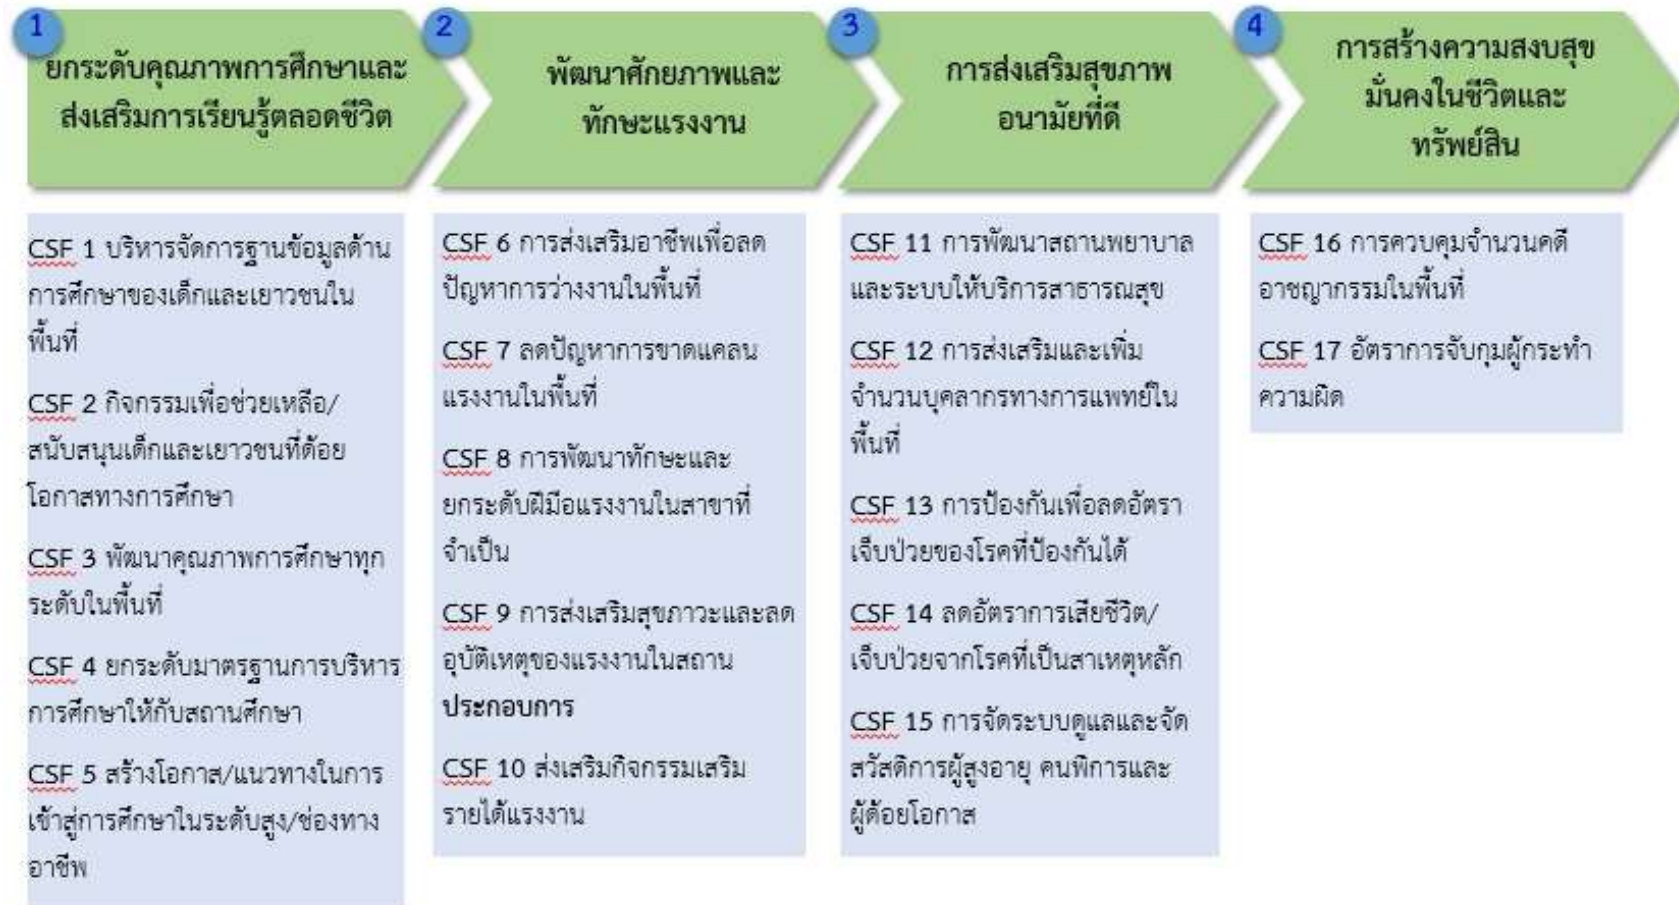 1
ยกระดับคุณภาพการศึกษาและ
ส่งเสริมการเรียนรู้ตลอดชีวิต
CSF 1 บริหารจัดการฐานข้อมูลด้าน
การศึกษาของเด็กและเยาวชนใน
พื้นที่
CSF 2 กิจกรรมเพื่อช่วยเหลือ/
สนับสนุนเด็กและเยาวชนที่ด้อย
โอกาสทางการศึกษา
CSF 3 พัฒนาคุณภาพการศึกษาทุก
ระดับในพื้นที่
CSF 4 ยกระดับมาตรฐานการบริหาร
การศึกษาให้กับสถานศึกษา
CSF 5 สร้างโอกาส/แนวทางในการ
เข้าสู่การศึกษาในระดับสูง/ช่องทาง
อาชีพ
2
พัฒนาศักยภาพและ
ทักษะแรงงาน
CSF 6 การส่งเสริมอาชีพเพื่อลด
ปัญหาการว่างงานในพื้นที่
CSF 7 ลดปัญหาการขาดแคลน
แรงงานในพื้นที่
CSF 8 การพัฒนาทักษะและ
ยกระดับฝีมือแรงงานในสาขาที่
จำเป็น
CSF 9 การส่งเสริมสุขภาวะและลด
อุบัติเหตุของแรงงานในสถาน
ประกอบการ
CSF 10 ส่งเสริมกิจกรรมเสริม
รายได้แรงงาน
3
การส่งเสริมสุขภาพ
อนามัยที่ดี
CSF 11 การพัฒนาสถานพยาบาล
และระบบให้บริการสาธารณสุข
CSF 12 การส่งเสริมและเพิ่ม
จำนวนบุคลากรทางการแพทย์ใน
พื้นที่
CSF 13 การป้องกันเพื่อลดอัตรา
เจ็บป่วยของโรคที่ป้องกันได้
CSF 14 ลดอัตราการเสียชีวิต/
เจ็บป่วยจากโรคที่เป็นสาเหตุหลัก
CSF 15 การจัดระบบดูแลและจัด
สวัสดิการผู้สูงอายุ คนพิการและ
ผู้ด้อยโอกาส
4
การสร้างความสงบสุข
มั่นคงในชีวิตและ
ทรัพย์สิน
CSF 16 การควบคุมจำนวนคดี
อาชญากรรมในพื้นที่
CSF 17 อัตราการจับกุมผู้กระทำ
ความผิด